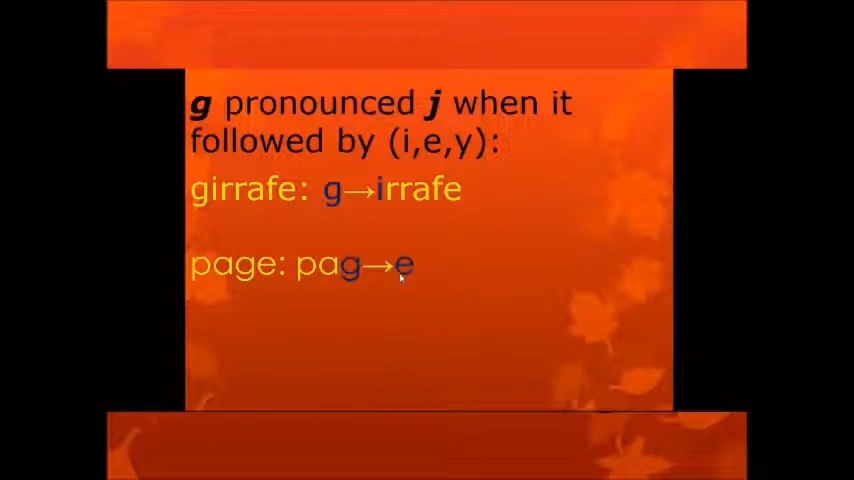 g pronounced j when it
followed by (i,e,y):
girrafe: g→irrafe
page: pag→e